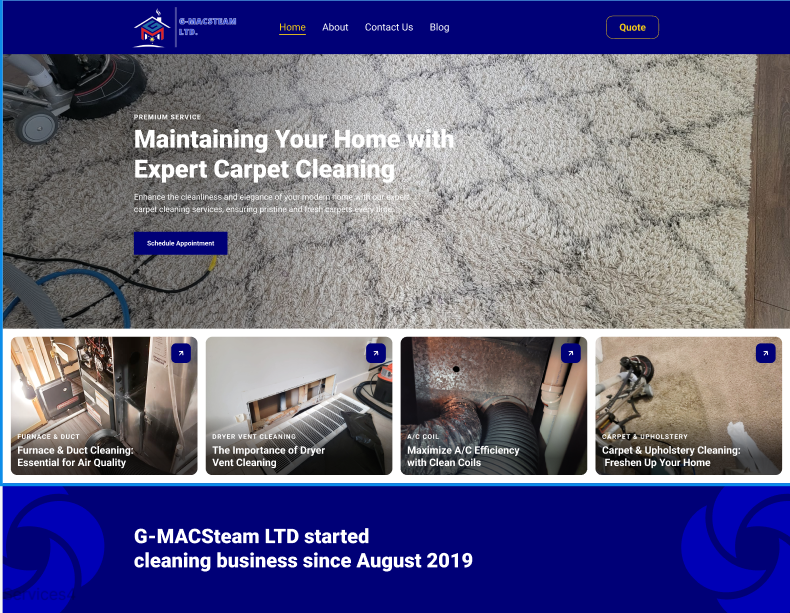 G-MACSTEAM
LTD.
Home About Contact Us Blog
Quote
PREMIUM SERVICE
Maintaining Your Home with
Expert Carpet Cleaning
Enhance the cleanliness and elegance of your modern home with our expert
carpet cleaning services, ensuring pristine and fresh carpets every time.
Schedule Appointment
FURNACE & DUCT
Furnace & Duct Cleaning:
Essential for Air Quality
DRYER VENT CLEANING
The Importance of Dryer
Vent Cleaning
A/C COIL
Maximize A/C Efficiency
with Clean Coils
CARPET & UPHOLSTERY
Carpet & Upholstery Cleaning:
Freshen Up Your Home
G-MACSteam LTD started
cleaning business since August 2019